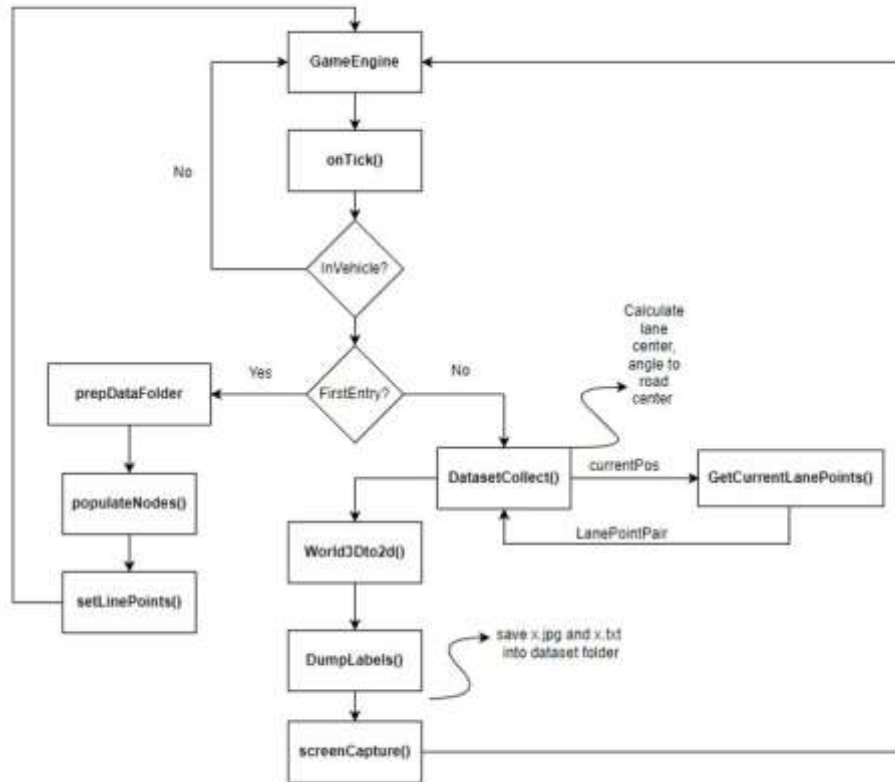 GameEngine
onTick()
No
InVehicle?
Calculate
lane
center,
angle to
road
center
Yes
No
prepDataFolder
FirstEntry?
DatasetCollect()
currentPos
GetCurrentLanePoints()
populateNodes()
LanePointPair
World3Dto2d()
setLinePoints()
save x.jpg and x.txt
into dataset folder
DumpLabels()
screenCapture()